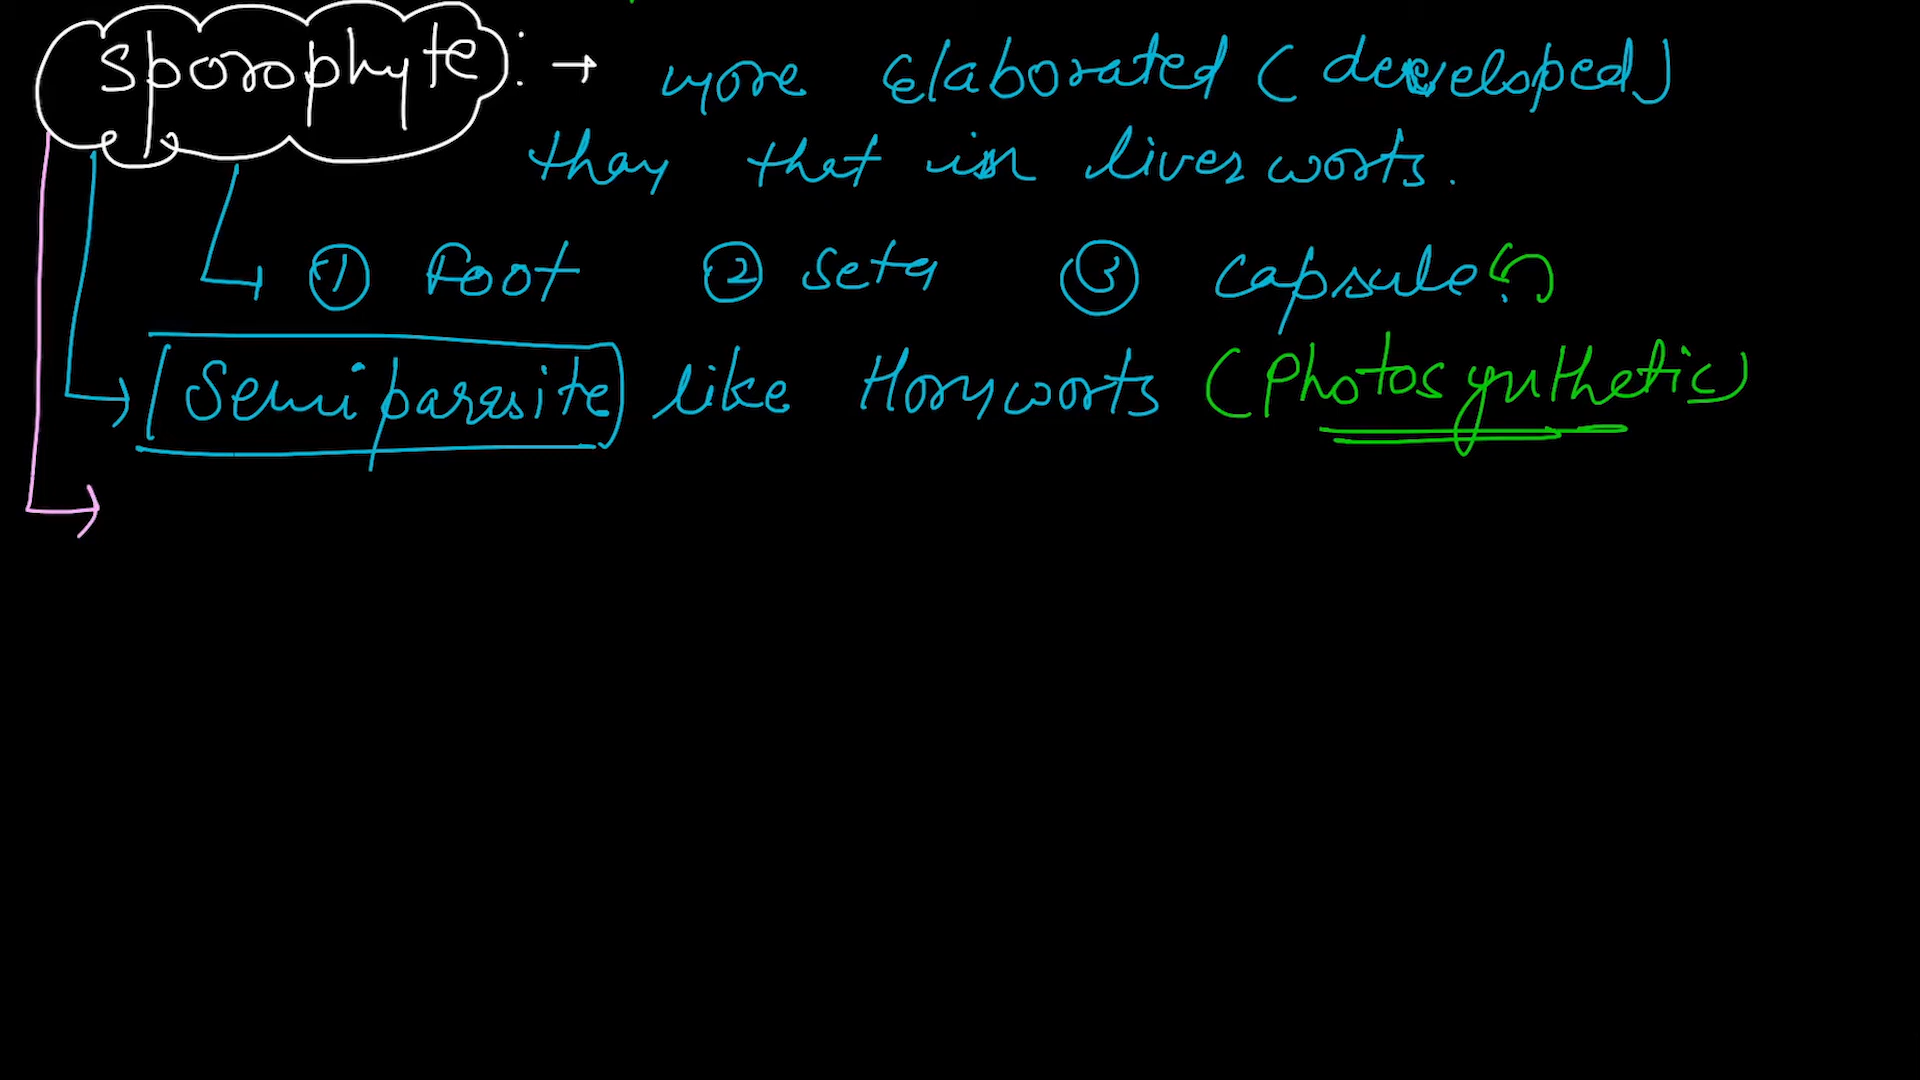 Sporophyte : → more elaborated (developed)
than that in liverworts.
① Foot ② Seta ③ Capsule
[Semiparasite] like Hornworts (Photosynthetic)